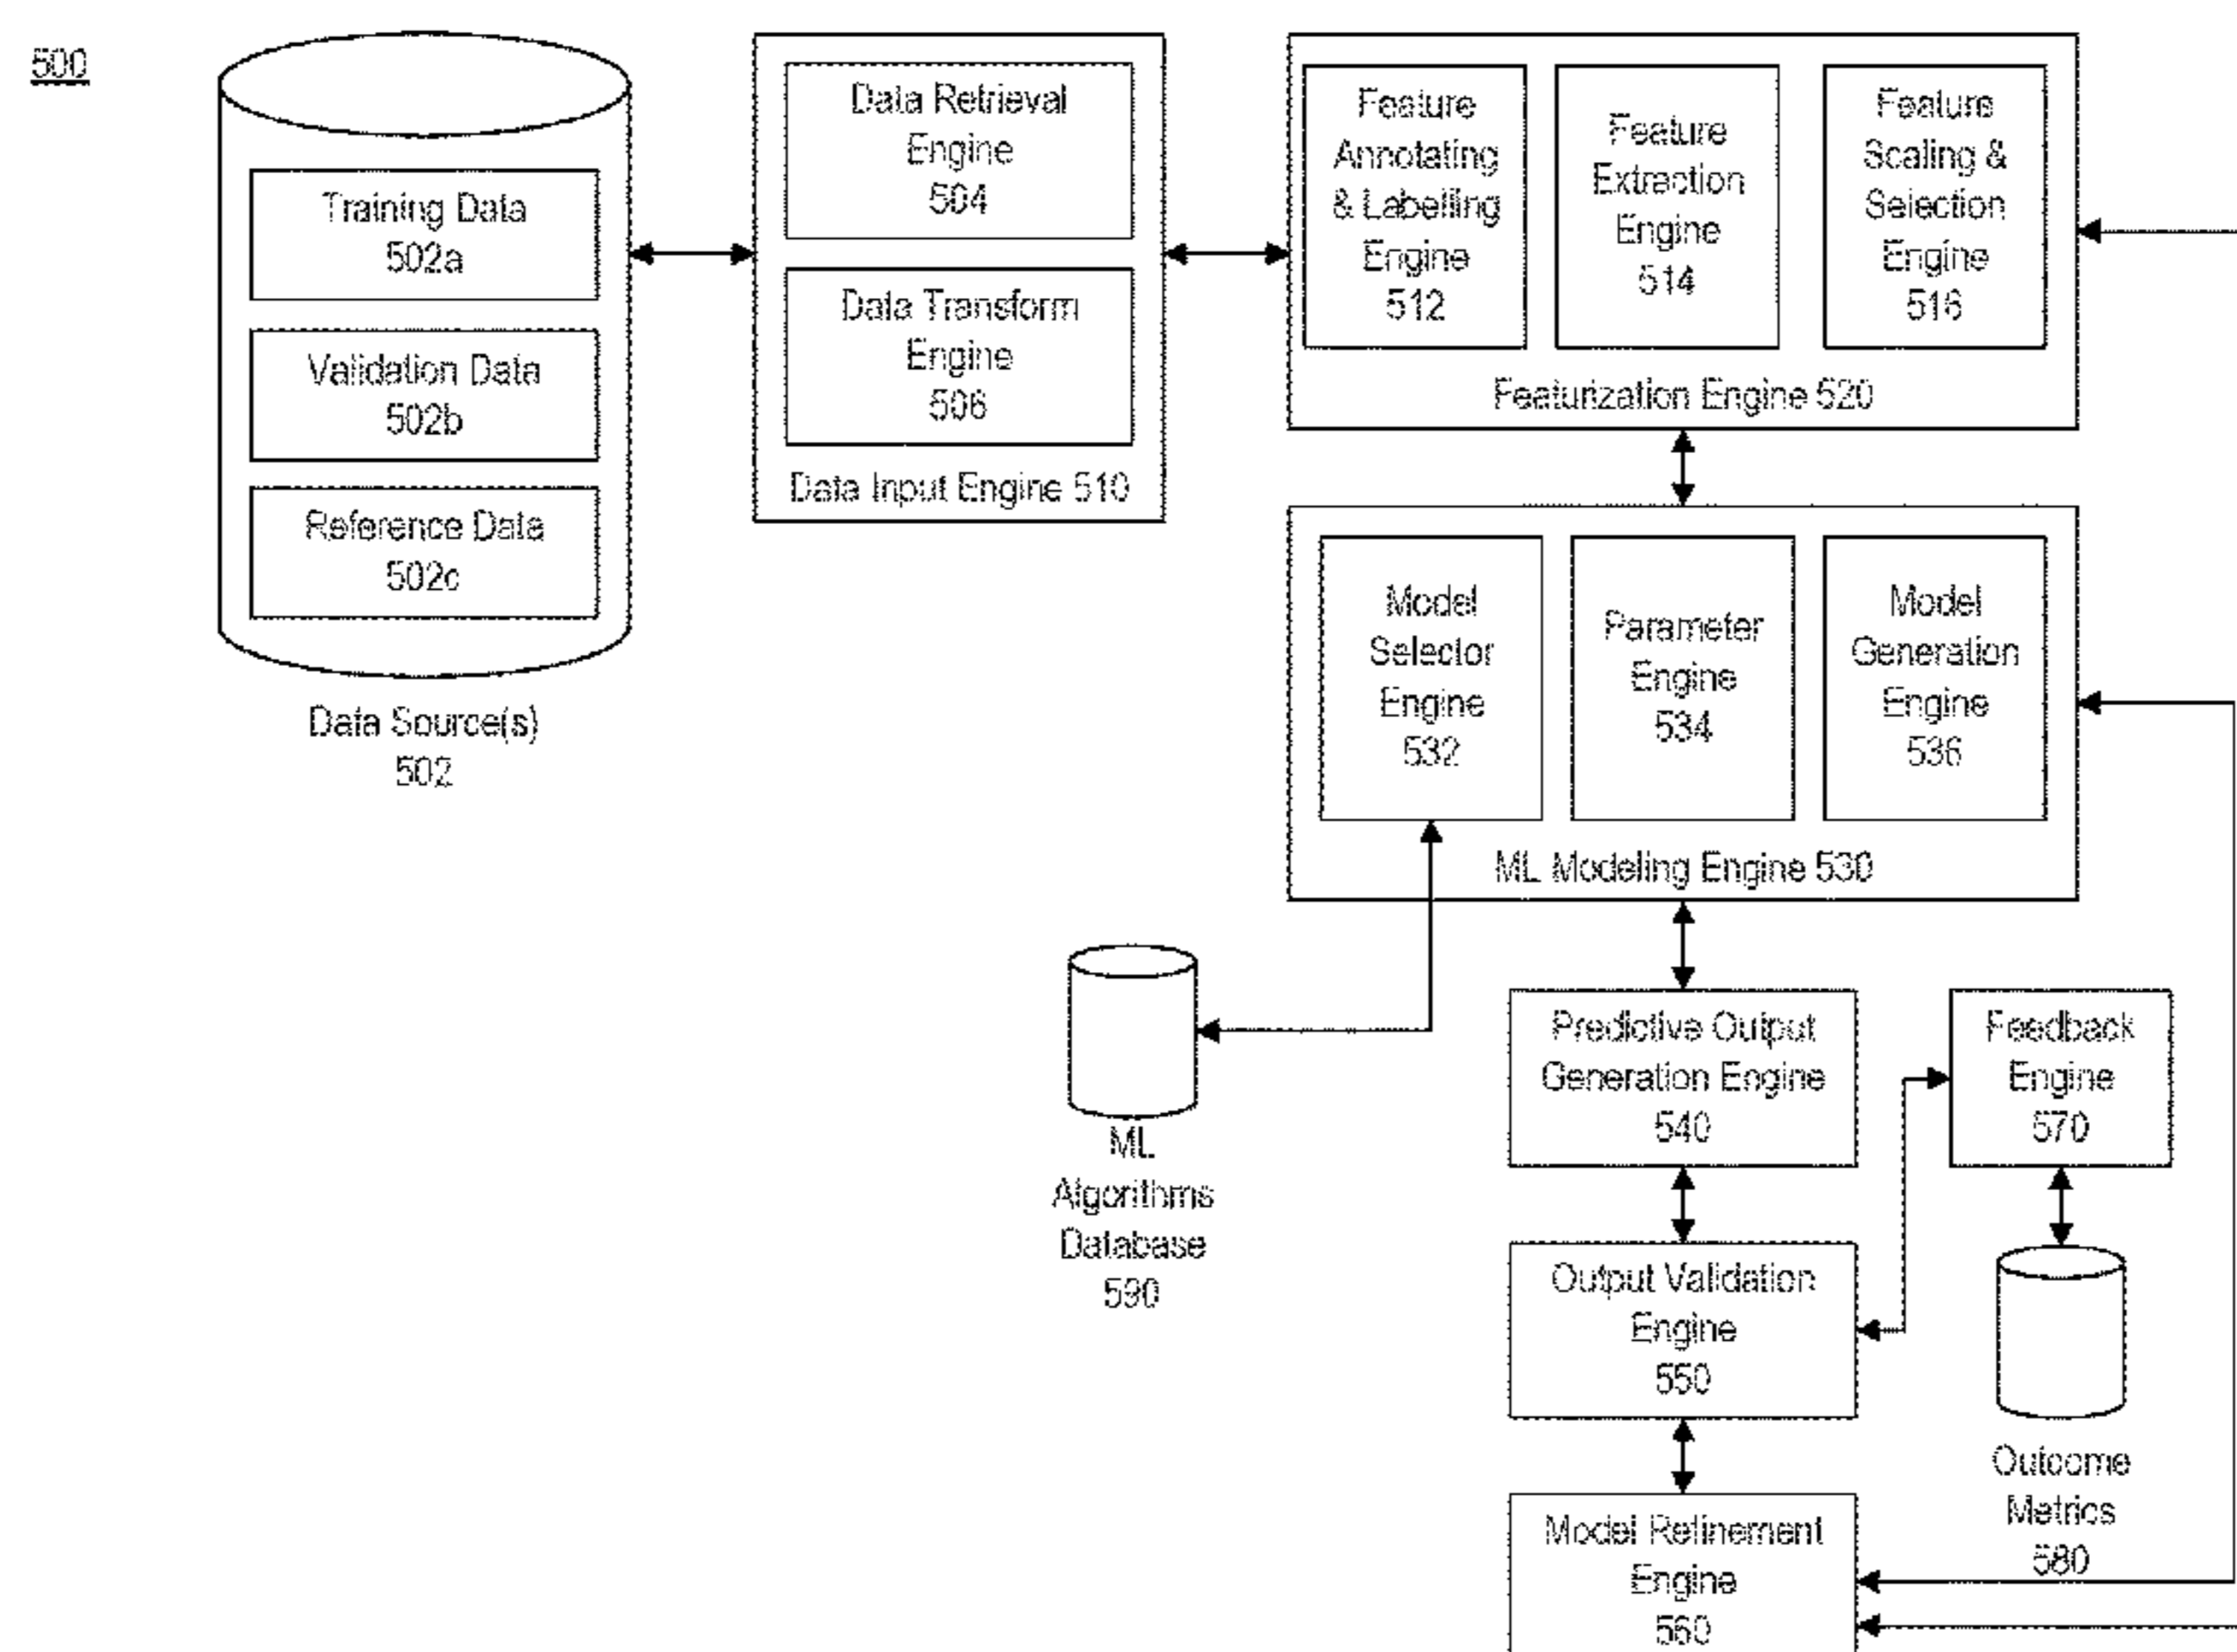 500
Training Data
502a
Validation Data
502b
Reference Data
502c
Data Source(s)
502
Data Retrieval
Engine
504
Data Transform
Engine
506
Data Input Engine 510
Feature
Annotating
& Labelling
Engine
512
Feature
Extraction
Engine
514
Feature
Scaling &
Selection
Engine
516
Featurization Engine 520
Model
Selector
Engine
532
Parameter
Engine
534
Model
Generation
Engine
536
ML Modeling Engine 530
ML
Algorithms
Database
590
Predictive Output
Generation Engine
540
Feedback
Engine
570
Output Validation
Engine
550
Outcome
Metrics
580
Model Refinement
Engine
560